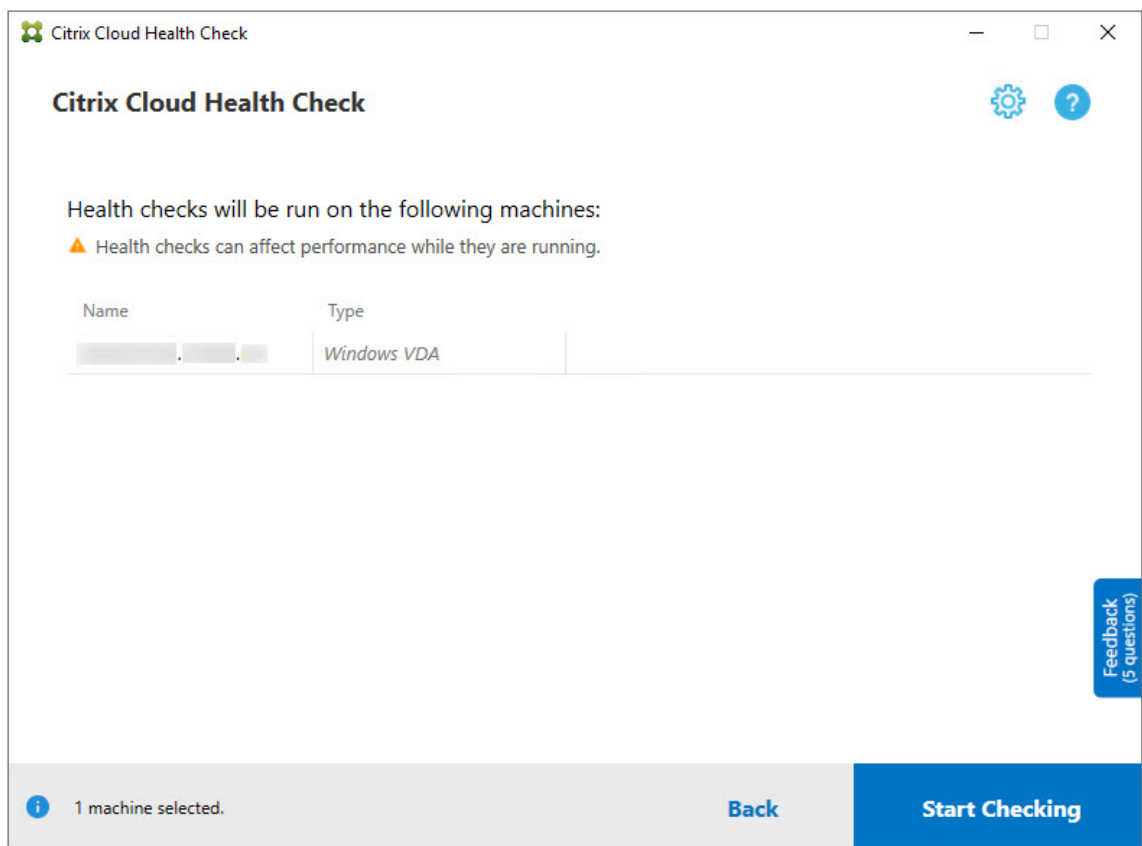 Citrix Cloud Health Check
Citrix Cloud Health Check
?
Health checks will be run on the following machines:
Health checks can affect performance while they are running.
Name Type
. . Windows VDA
Feedback
(5 questions)
1 machine selected. Back Start Checking